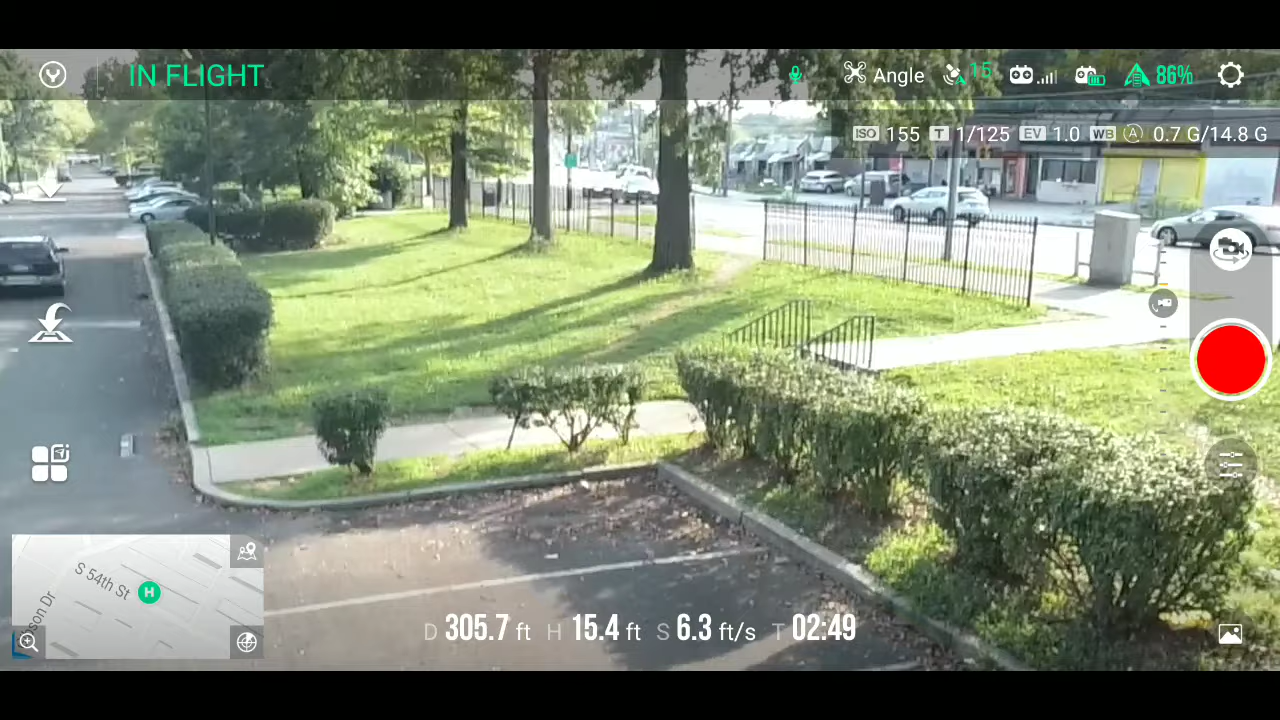 IN FLIGHT
Angle
15
86%
ISO 155 T 1/125 EV 1.0 WB A 0.7 G/14.8 G
S 54th St
H
son Dr
D 305.7 ft H 15.4 ft S 6.3 ft/s T 02:49